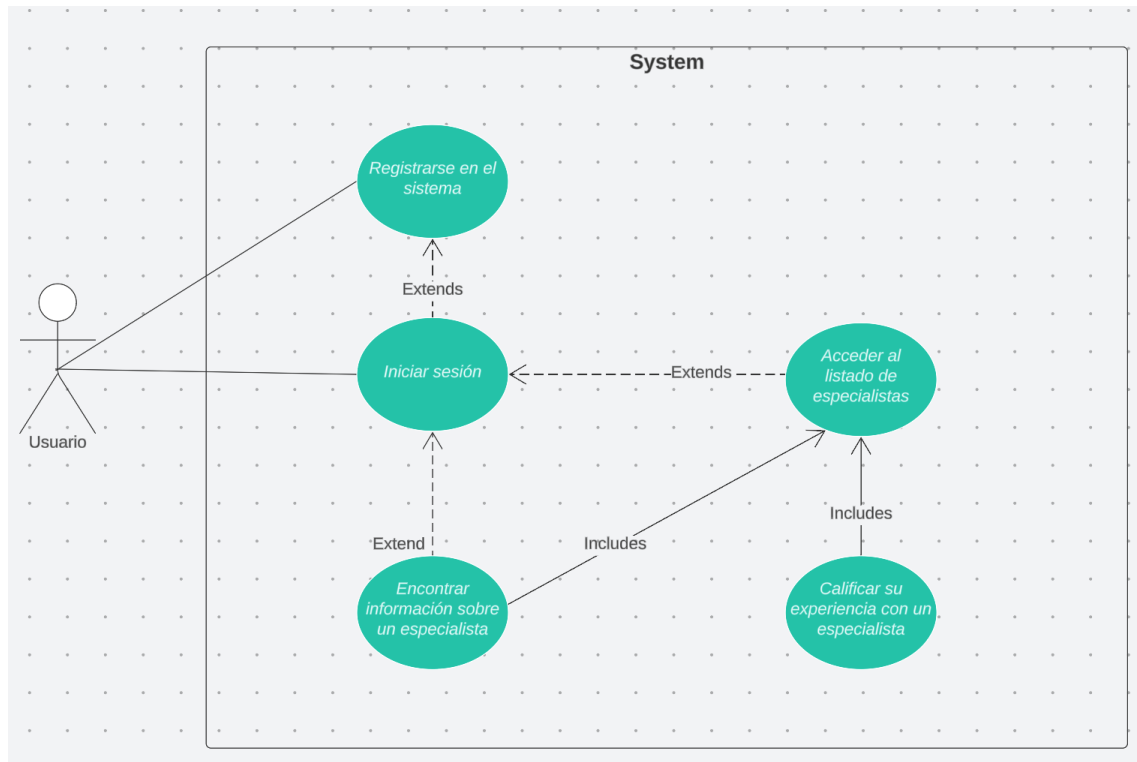 System
Registrarse en el
sistema
Extends
Iniciar sesión
Extends
Acceder al
listado de
especialistas
Usuario
Includes
Extend
Includes
Encontrar
información sobre
un especialista
Calificar su
experiencia con un
especialista